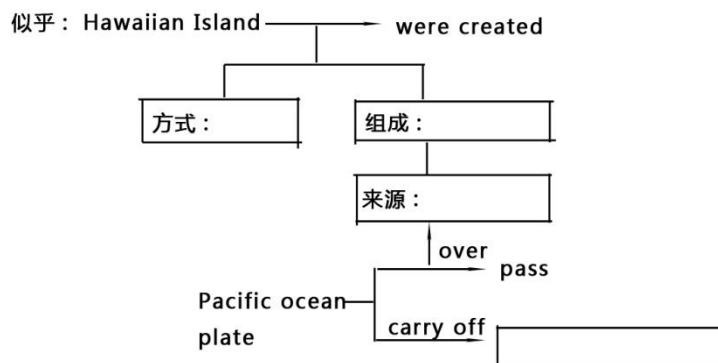 似乎：Hawaiian Island
were created
方式：
组成：
来源：
over
pass
Pacific ocean
plate
carry off